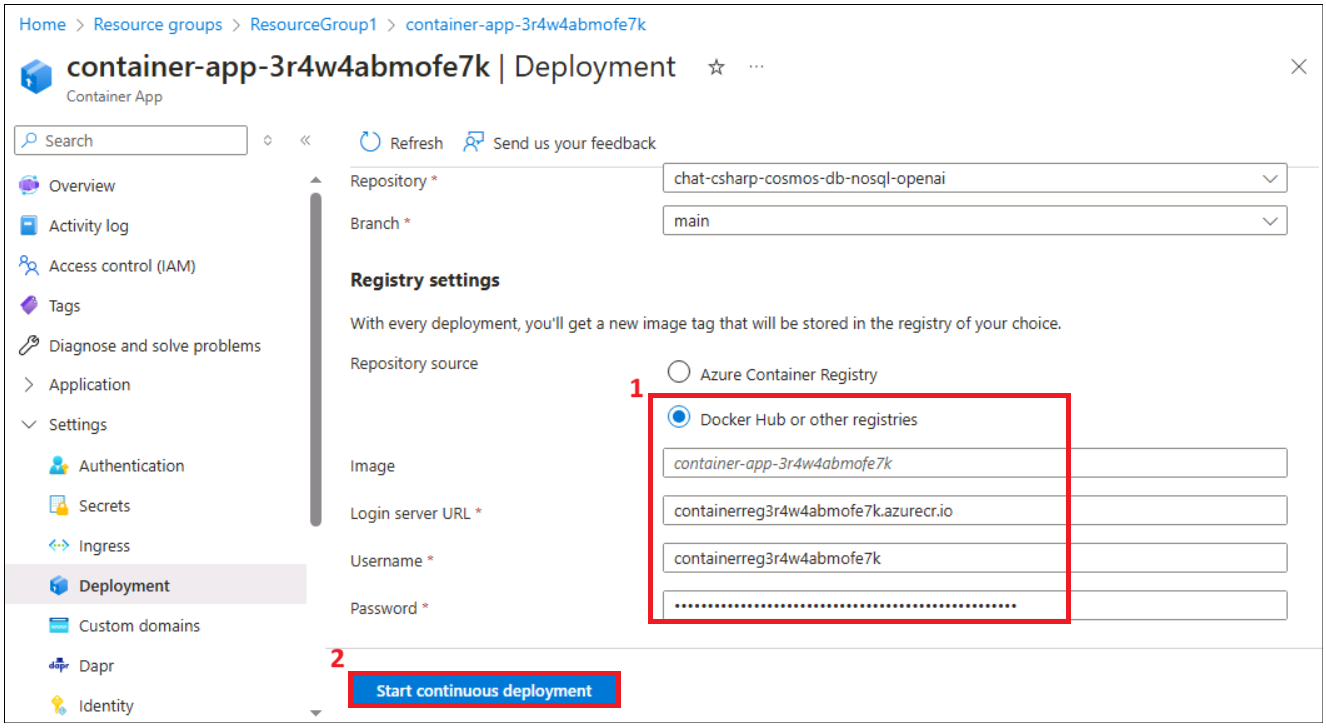 Home > Resource groups > ResourceGroup1 > container-app-3r4w4abmofe7k
container-app-3r4w4abmofe7k | Deployment ☆ ...
Container App
Search
Refresh Send us your feedback
Overview
Activity log
Access control (IAM)
Tags
Diagnose and solve problems
Application
Settings
Authentication
Secrets
Ingress
Deployment
Custom domains
dapr Dapr
Identity
Repository * chat-csharp-cosmos-db-nosql-openai
Branch * main
Registry settings
With every deployment, you'll get a new image tag that will be stored in the registry of your choice.
Repository source
Azure Container Registry
1
Docker Hub or other registries
Image container-app-3r4w4abmofe7k
Login server URL * containerreg3r4w4abmofe7k.azurecr.io
Username * containerreg3r4w4abmofe7k
Password * ••••••••••••••••••••••••••••••••••••••••••••••••••••
2
Start continuous deployment